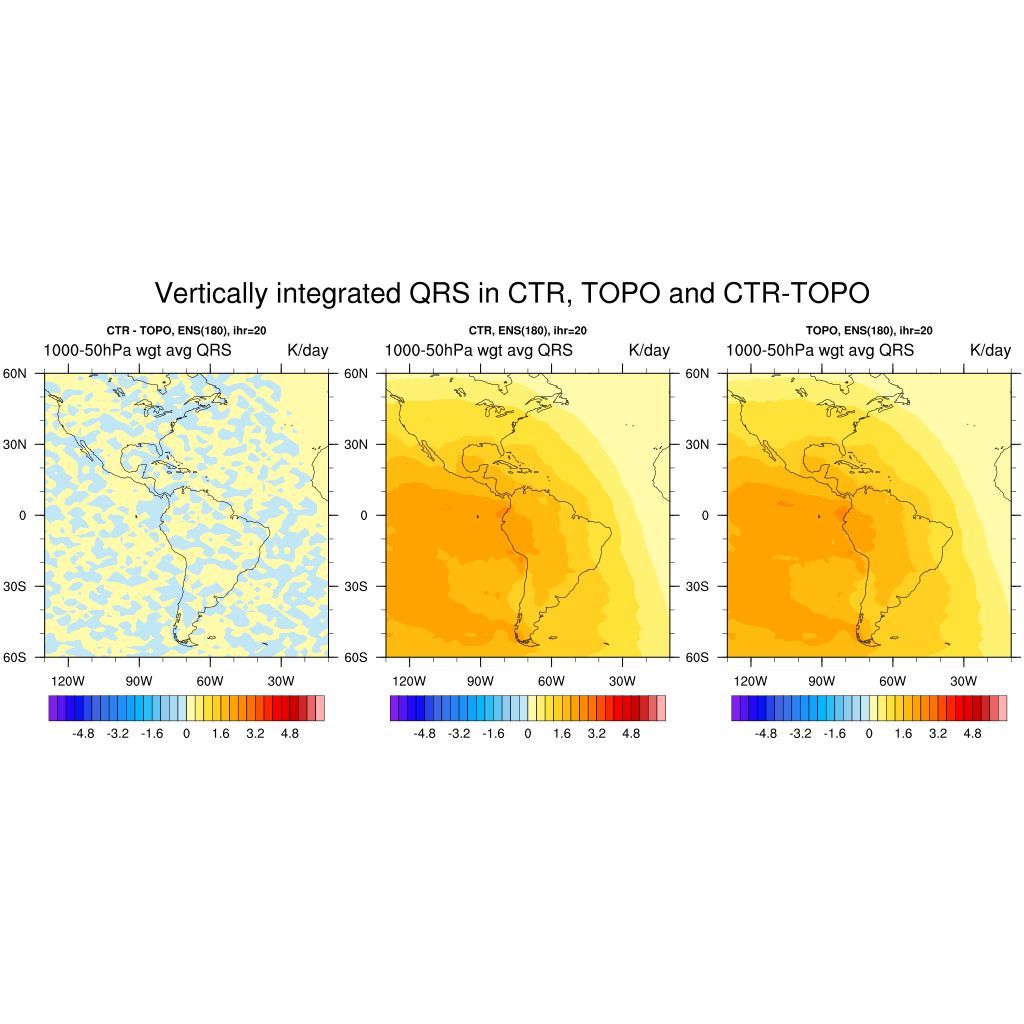 Vertically integrated QRS in CTR, TOPO and CTR-TOPO
CTR - TOPO, ENS(180), ihr=20
1000-50hPa wgt avg QRS K/day
60N
30N
0
30S
60S
120W 90W 60W 30W
-4.8 -3.2 -1.6 0 1.6 3.2 4.8
CTR, ENS(180), ihr=20
1000-50hPa wgt avg QRS K/day
60N
30N
0
30S
60S
120W 90W 60W 30W
-4.8 -3.2 -1.6 0 1.6 3.2 4.8
TOPO, ENS(180), ihr=20
1000-50hPa wgt avg QRS K/day
60N
30N
0
30S
60S
120W 90W 60W 30W
-4.8 -3.2 -1.6 0 1.6 3.2 4.8